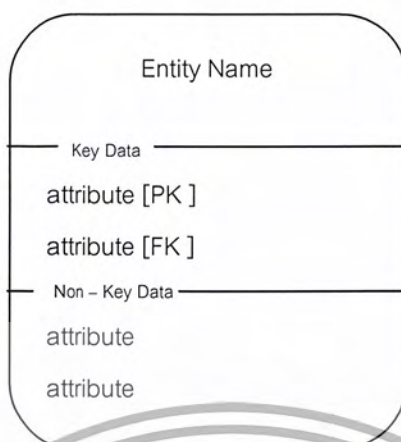 Entity Name
Key Data
attribute [PK ]
attribute [FK ]
Non – Key Data
attribute
attribute